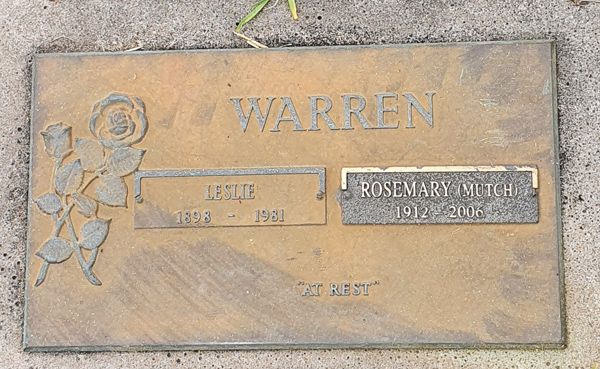 WARREN
LESLIE
1898 - 1981
ROSEMARY (MUTCH)
1912 - 2006
"AT REST"